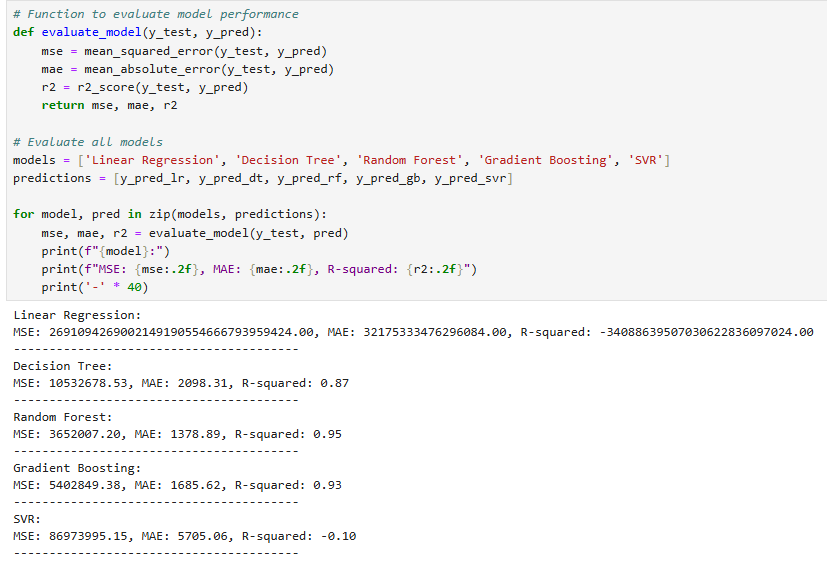 # Function to evaluate model performance
def evaluate_model(y_test, y_pred):
    mse = mean_squared_error(y_test, y_pred)
    mae = mean_absolute_error(y_test, y_pred)
    r2 = r2_score(y_test, y_pred)
    return mse, mae, r2

# Evaluate all models
models = ['Linear Regression', 'Decision Tree', 'Random Forest', 'Gradient Boosting', 'SVR']
predictions = [y_pred_lr, y_pred_dt, y_pred_rf, y_pred_gb, y_pred_svr]

for model, pred in zip(models, predictions):
    mse, mae, r2 = evaluate_model(y_test, pred)
    print(f"{model}:")
    print(f"MSE: {mse:.2f}, MAE: {mae:.2f}, R-squared: {r2:.2f}")
    print('-' * 40)
Linear Regression:
MSE: 2691094269002149190554666793959424.00, MAE: 32175333476296084.00, R-squared: -34088639507030622836097024.00
----------------------------------------
Decision Tree:
MSE: 10532678.53, MAE: 2098.31, R-squared: 0.87
----------------------------------------
Random Forest:
MSE: 3652007.20, MAE: 1378.89, R-squared: 0.95
----------------------------------------
Gradient Boosting:
MSE: 5402849.38, MAE: 1685.62, R-squared: 0.93
----------------------------------------
SVR:
MSE: 86973995.15, MAE: 5705.06, R-squared: -0.10
----------------------------------------